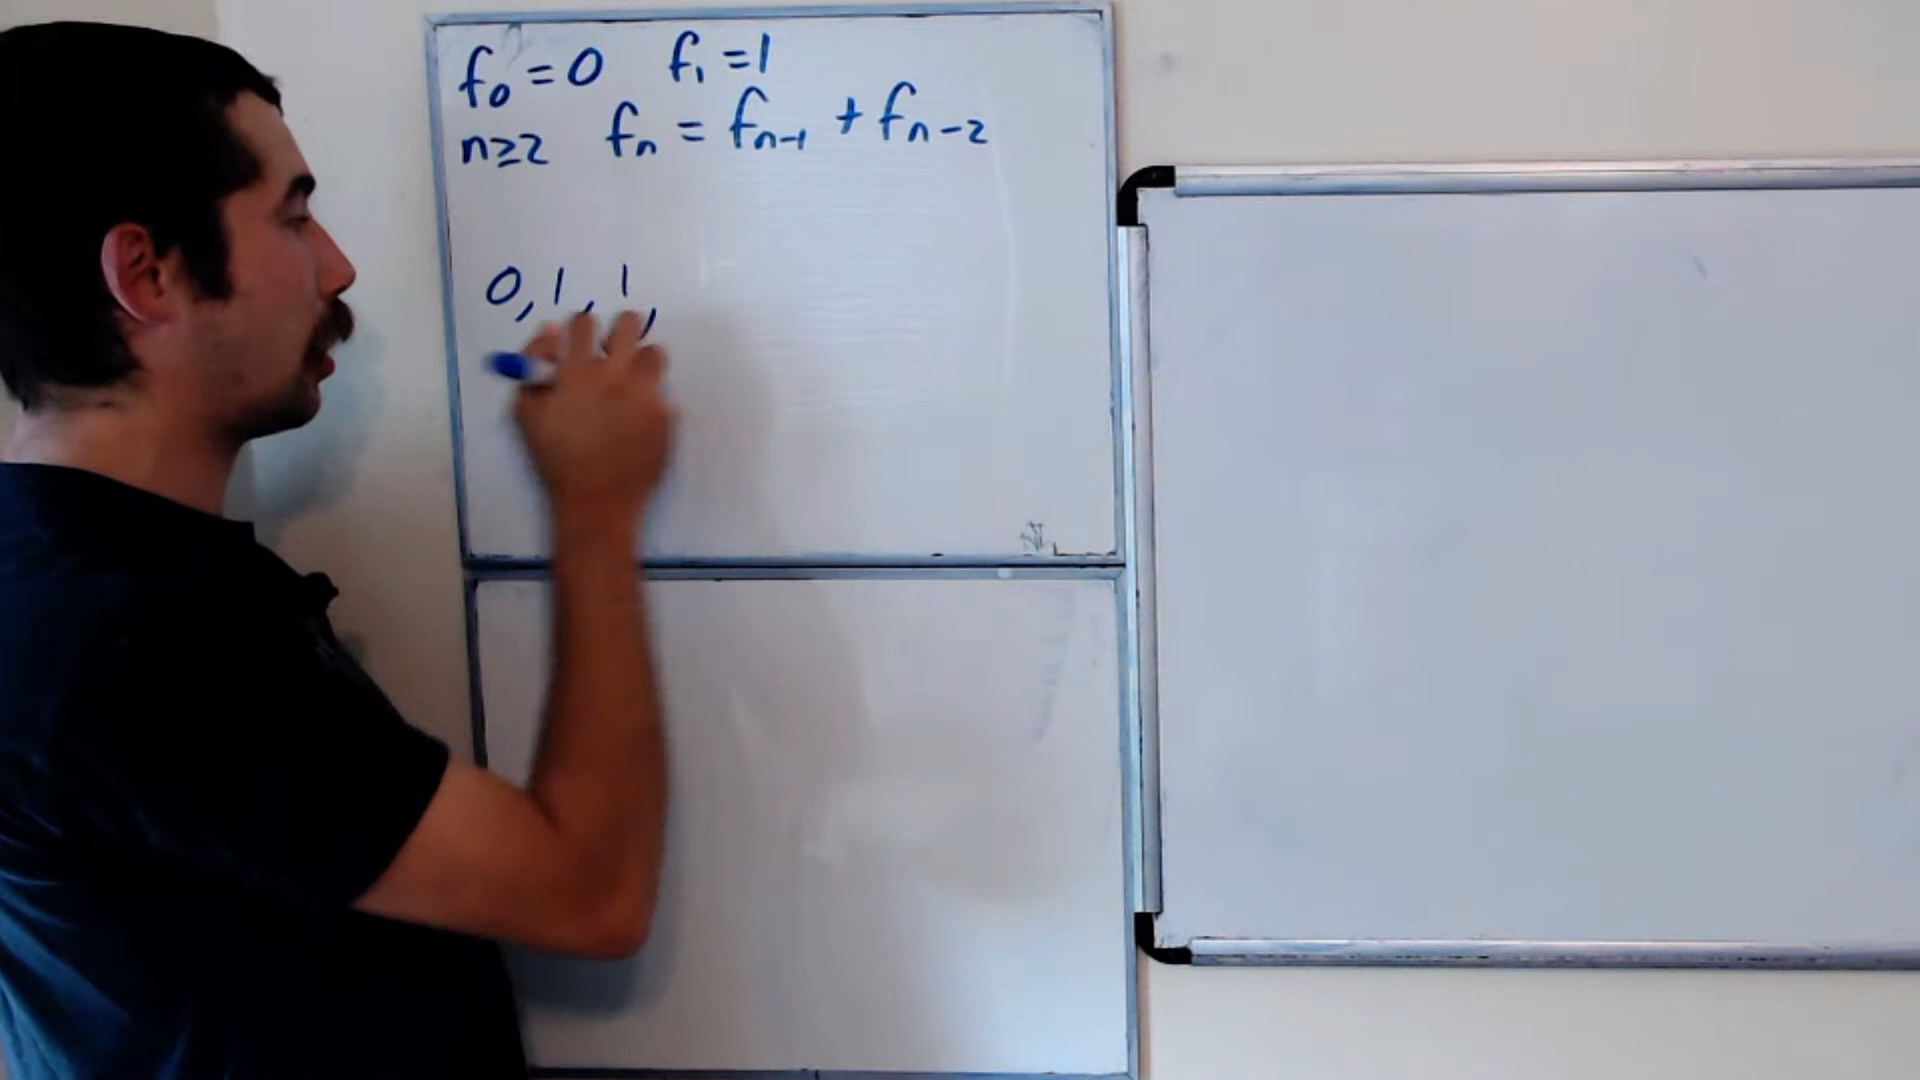 f₀ = 0 f₁ = 1
n ≥ 2 fₙ = fₙ₋₁ + fₙ₋₂
0, 1, 1,